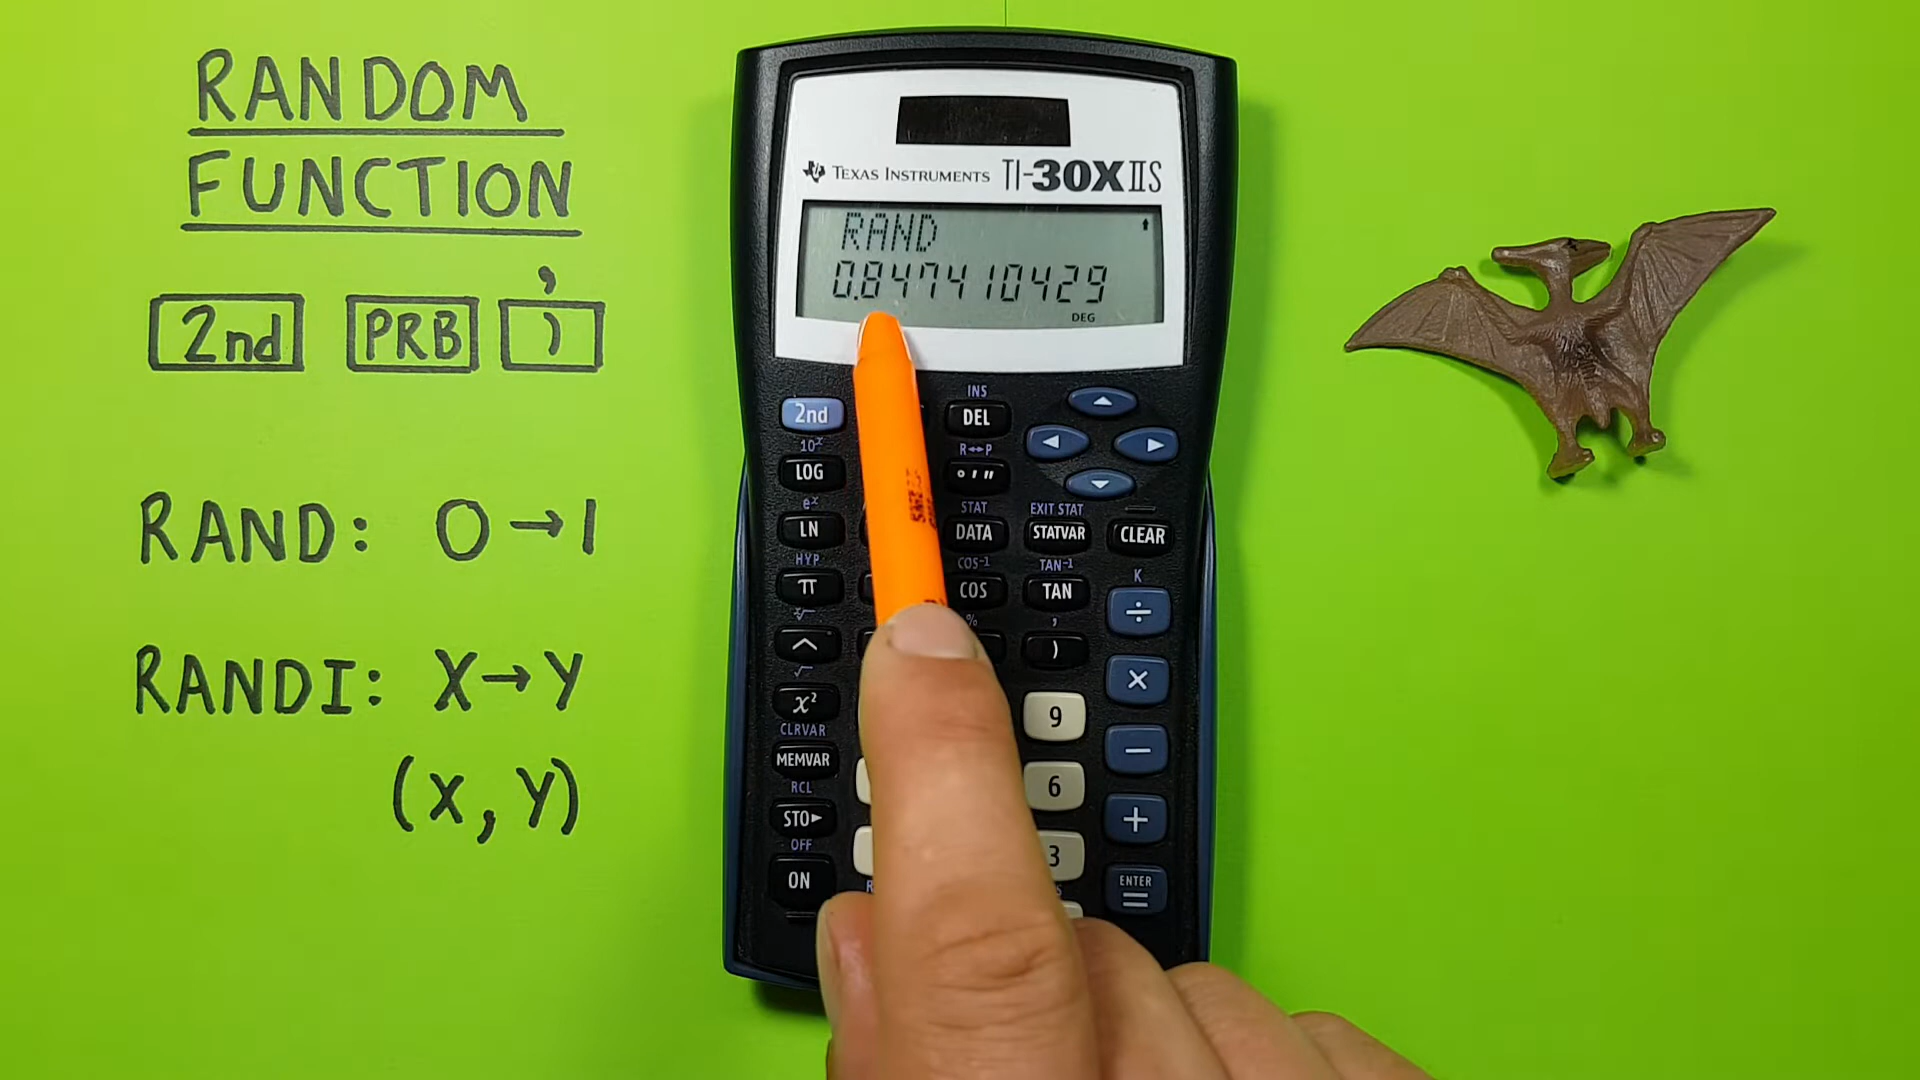 RANDOM
FUNCTION
,
2nd PRB )
RAND: 0→1
RANDI: X→Y
(X, Y)
TEXAS INSTRUMENTS TI-30X IIS
RAND
0.847410429
DEG
INS
2nd DEL
10ˣ R↔P
LOG ° ' "
eˣ STAT EXIT STAT
LN DATA STATVAR CLEAR
HYP COS⁻¹ TAN⁻¹ K
π COS TAN ÷
ˣ√ % ,
^ ) ×
√
x² 9
CLRVAR −
MEMVAR 6
RCL
STO▶ +
OFF 3
ON ENTER
=